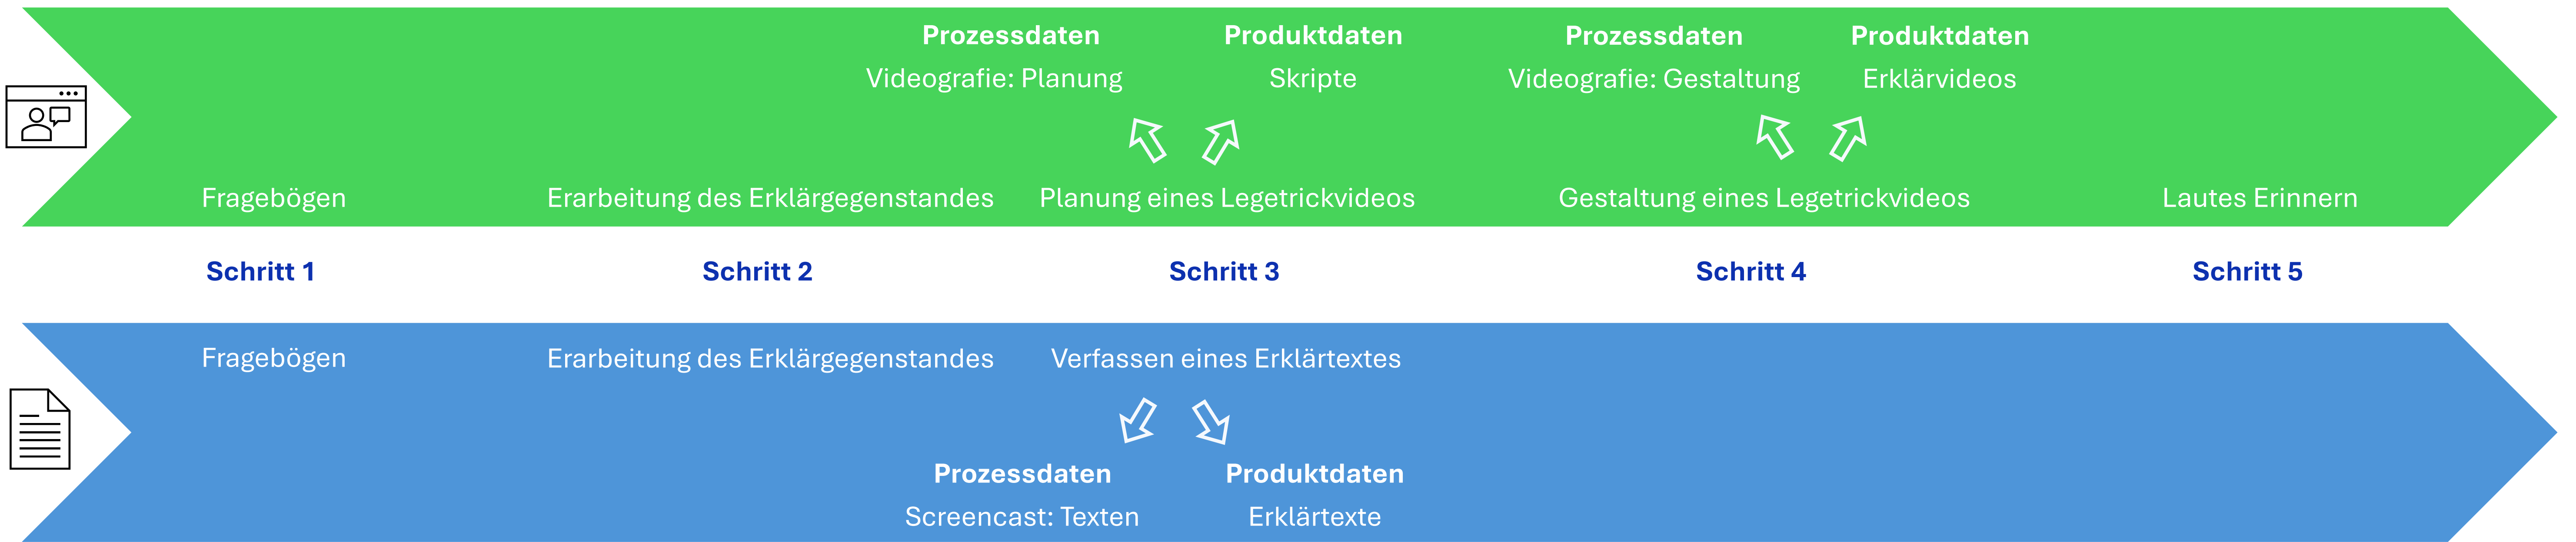 Prozessdaten Produktdaten Prozessdaten Produktdaten
Videografie: Planung Skripte Videografie: Gestaltung Erklärvideos
Fragebögen Erarbeitung des Erklärgegenstandes Planung eines Legetrickvideos Gestaltung eines Legetrickvideos Lautes Erinnern
Schritt 1 Schritt 2 Schritt 3 Schritt 4 Schritt 5
Fragebögen Erarbeitung des Erklärgegenstandes Verfassen eines Erklärtextes
Prozessdaten Produktdaten
Screencast: Texten Erklärtexte